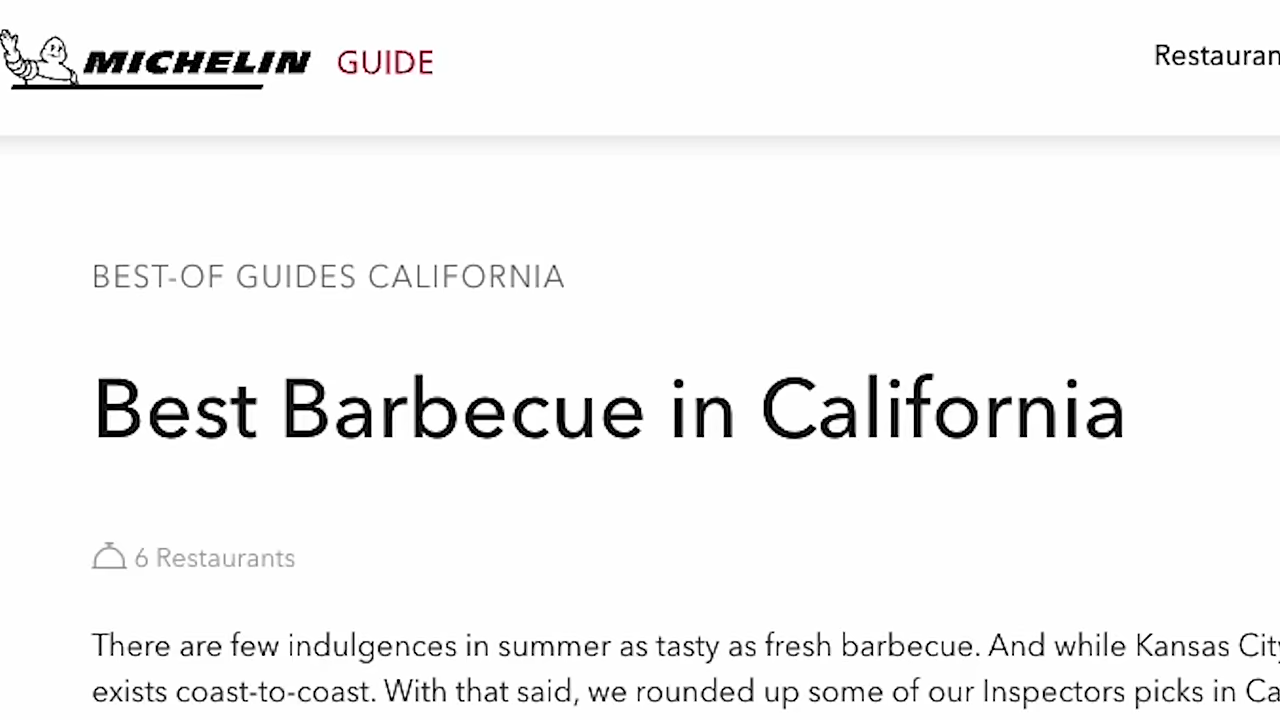 MICHELIN GUIDE
BEST-OF GUIDES CALIFORNIA
Best Barbecue in California
6 Restaurants
There are few indulgences in summer as tasty as fresh barbecue. And while Kansas City
exists coast-to-coast. With that said, we rounded up some of our Inspectors picks in